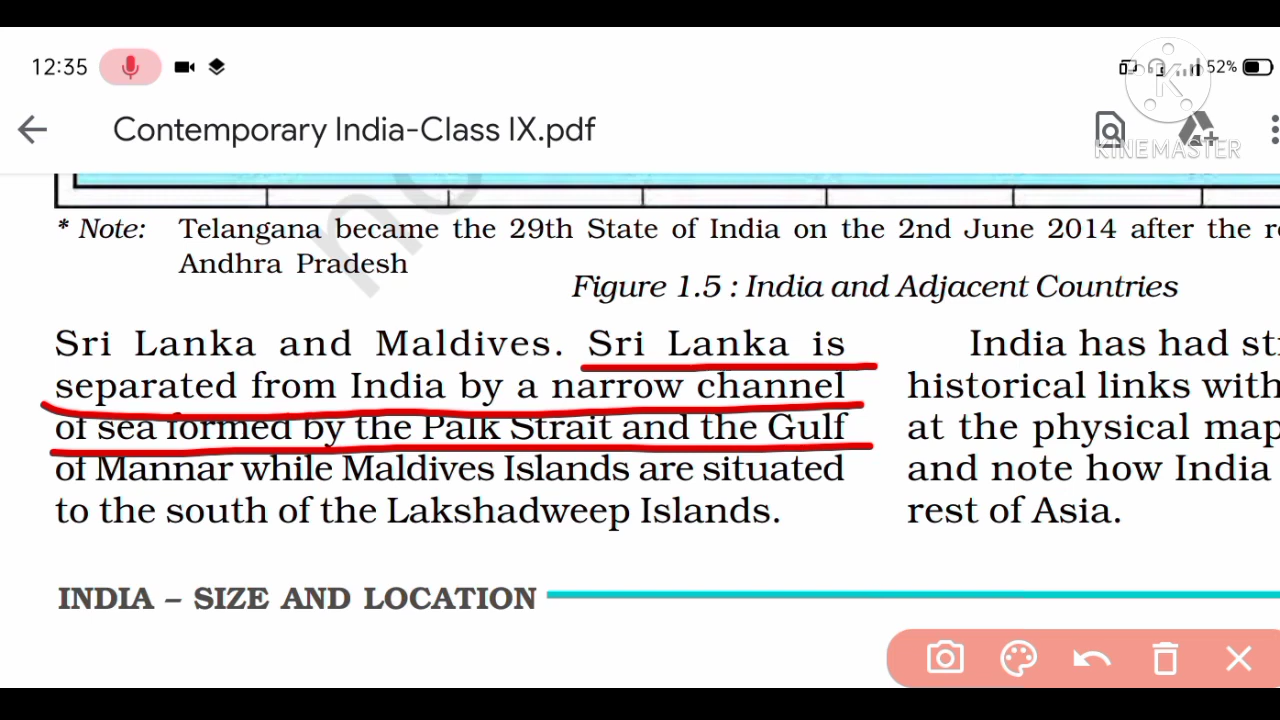 12:35
52%
Contemporary India-Class IX.pdf
KINEMASTER
* Note: Telangana became the 29th State of India on the 2nd June 2014 after the
Andhra Pradesh
Figure 1.5 : India and Adjacent Countries
Sri Lanka and Maldives. Sri Lanka is
separated from India by a narrow channel
of sea formed by the Palk Strait and the Gulf
of Mannar while Maldives Islands are situated
to the south of the Lakshadweep Islands.
India has had
historical links with
at the physical map
and note how India
rest of Asia.
INDIA – SIZE AND LOCATION